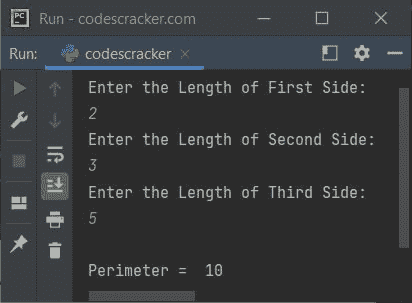 PC
Run - codescracker.com
Run:
codescracker
Enter the Length of First Side:
2
Enter the Length of Second Side:
3
Enter the Length of Third Side:
5
Perimeter =  10